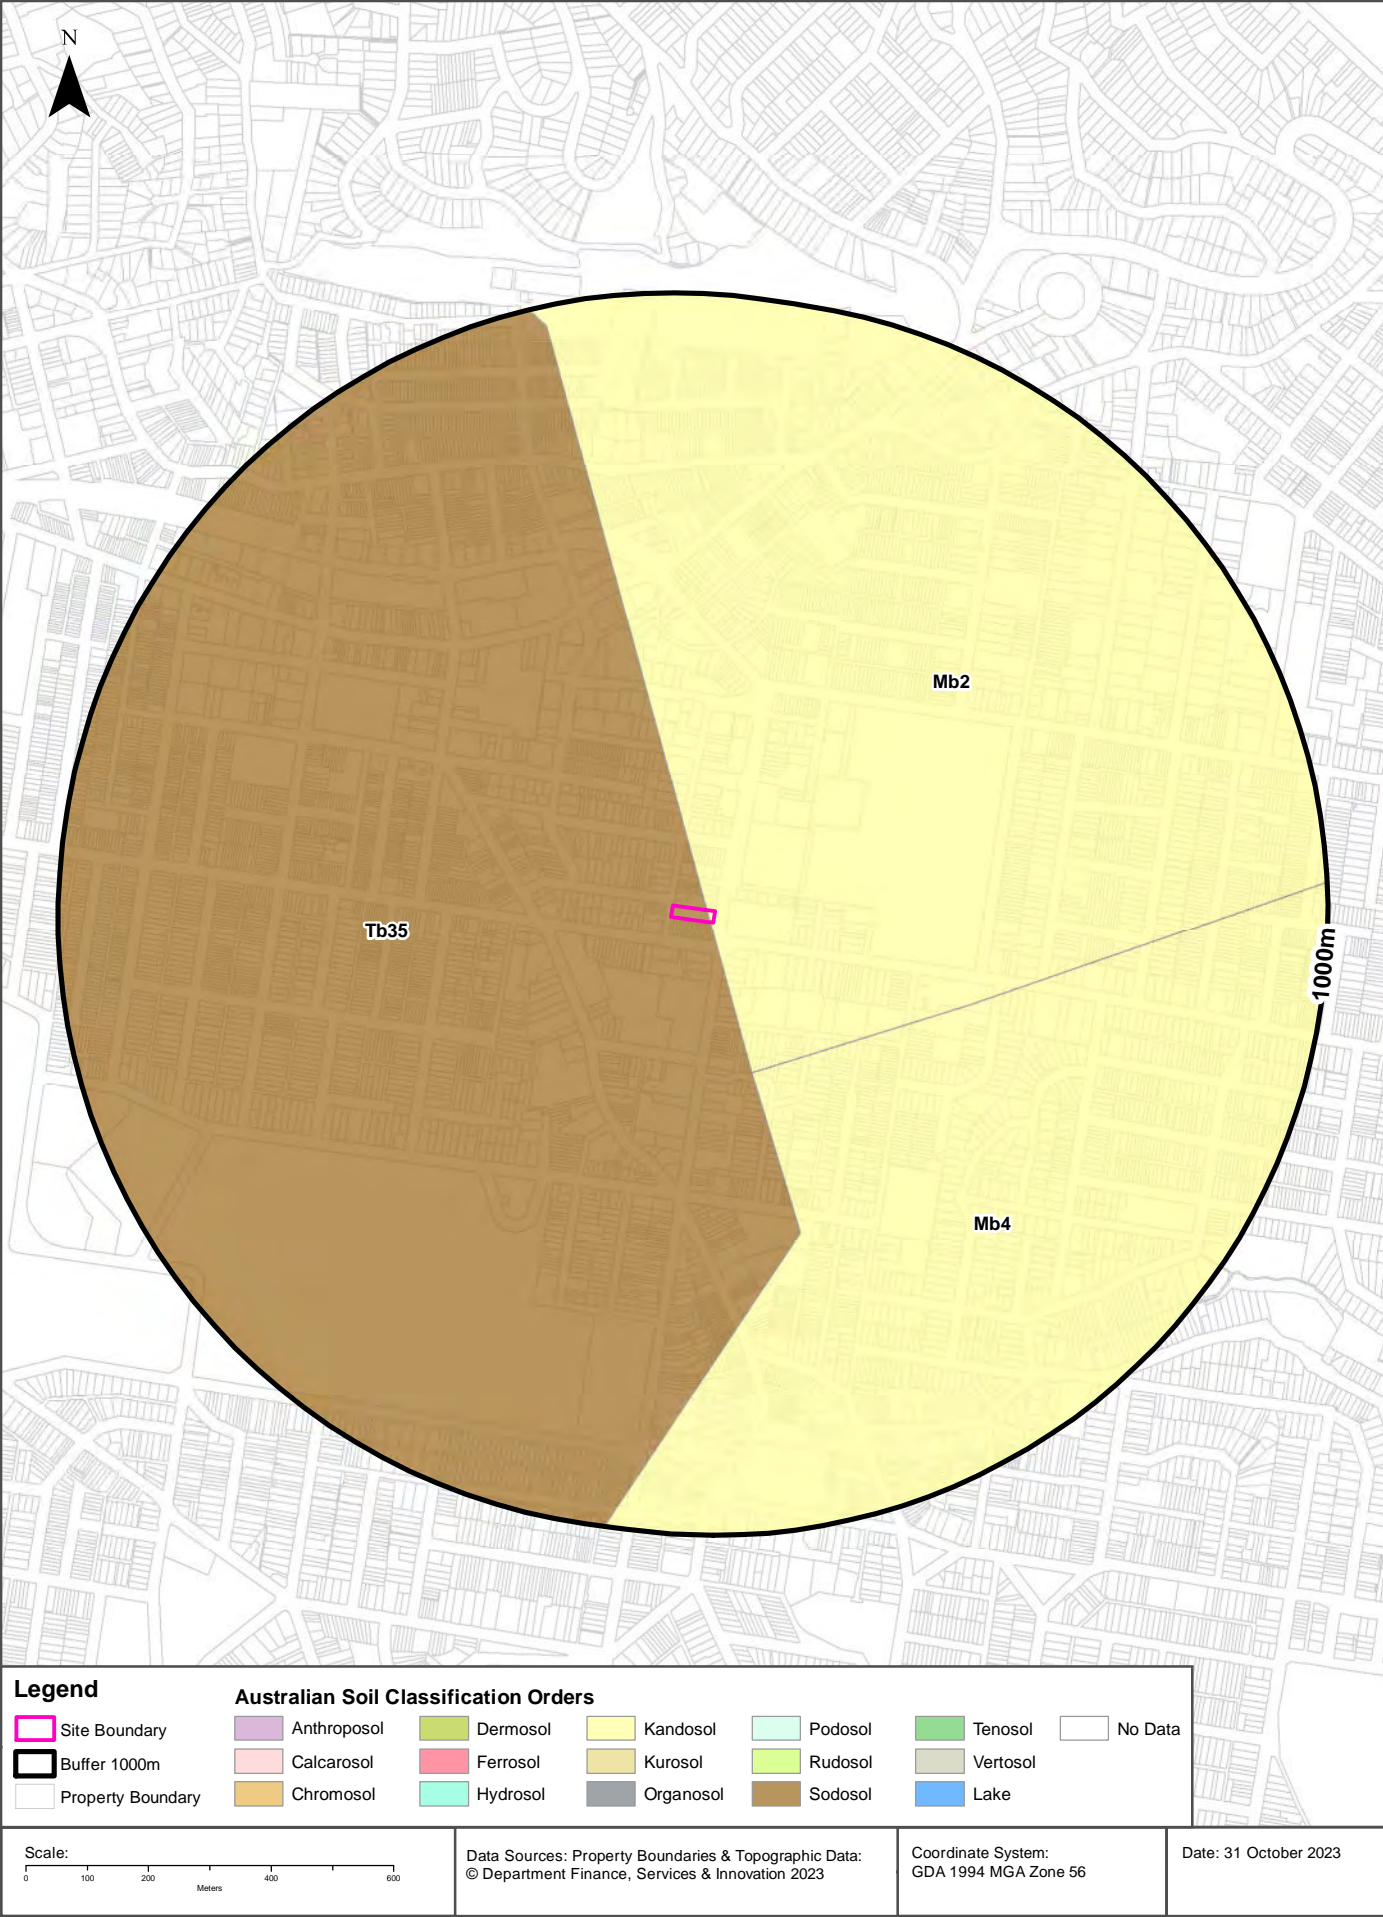 N
Mb2
Tb35
1000m
Mb4
Legend
Site Boundary
Buffer 1000m
Property Boundary
Australian Soil Classification Orders
Anthroposol
Dermosol
Kandosol
Podosol
Tenosol
No Data
Calcarosol
Ferrosol
Kurosol
Rudosol
Vertosol
Chromosol
Hydrosol
Organosol
Sodosol
Lake
Scale:
0 100 200 400 600
Meters
Data Sources: Property Boundaries & Topographic Data:
© Department Finance, Services & Innovation 2023
Coordinate System:
GDA 1994 MGA Zone 56
Date: 31 October 2023